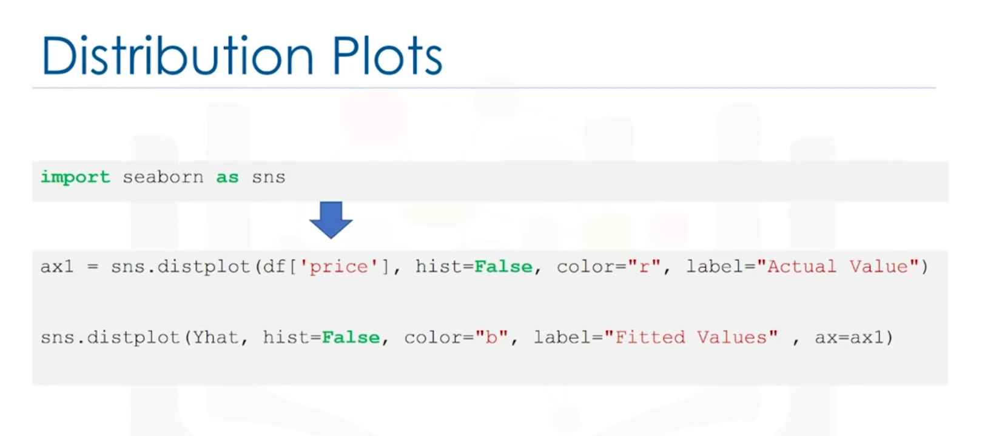 Distribution Plots
import seaborn as sns
ax1 = sns.distplot(df['price'], hist=False, color="r", label="Actual Value")
sns.distplot(Yhat, hist=False, color="b", label="Fitted Values" , ax=ax1)